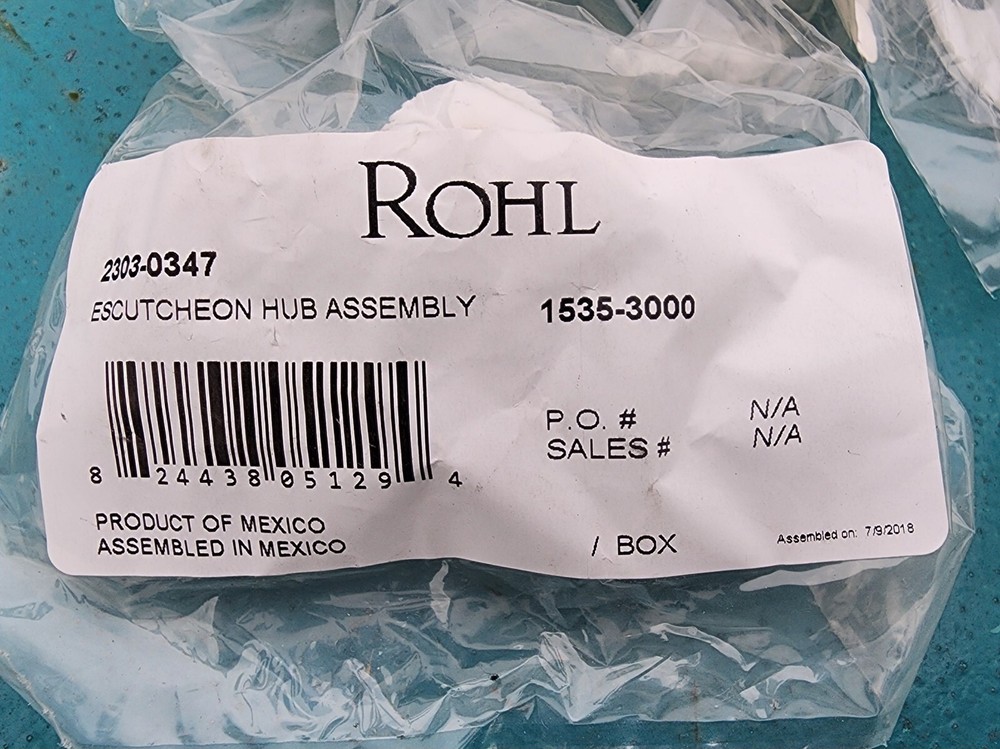 ROHL
2303-0347
ESCUTCHEON HUB ASSEMBLY 1535-3000
P.O. # N/A
SALES # N/A
8 24438 05129 4
PRODUCT OF MEXICO
ASSEMBLED IN MEXICO
/ BOX
Assembled on: 7/9/2018